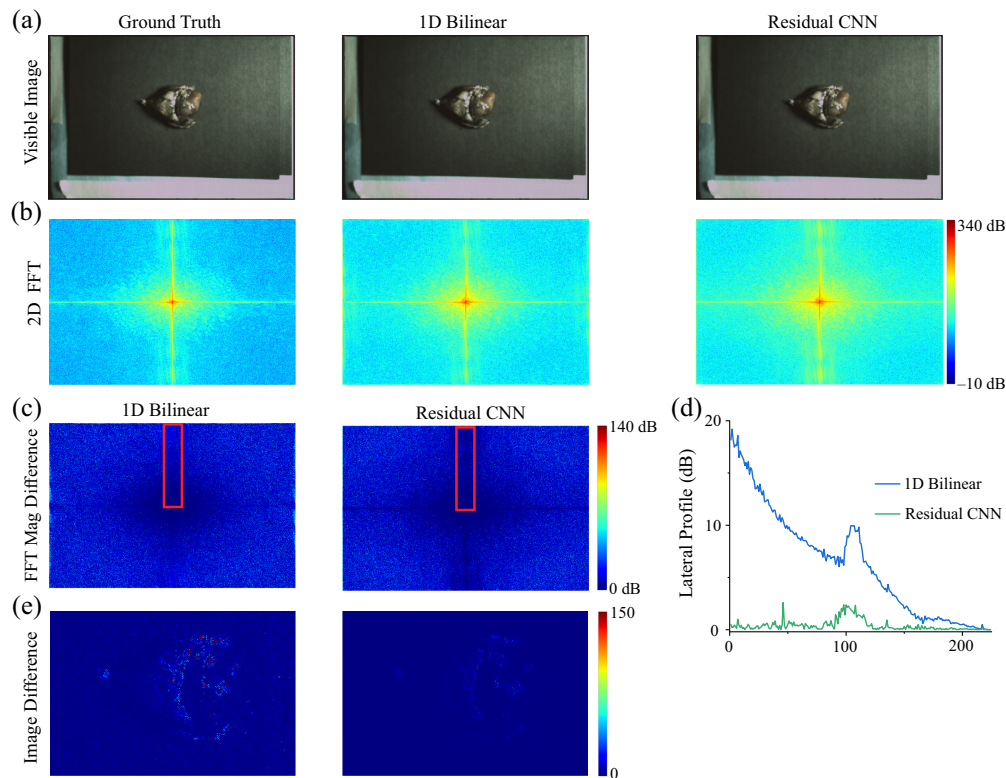 (a)
Ground Truth
1D Bilinear
Residual CNN
Visible Image
(b)
2D FFT
340 dB
−10 dB
(c)
1D Bilinear
Residual CNN
FFT Mag Difference
140 dB
0 dB
(d)
Lateral Profile (dB)
20
10
0
0
100
200
1D Bilinear
Residual CNN
(e)
Image Difference
150
0